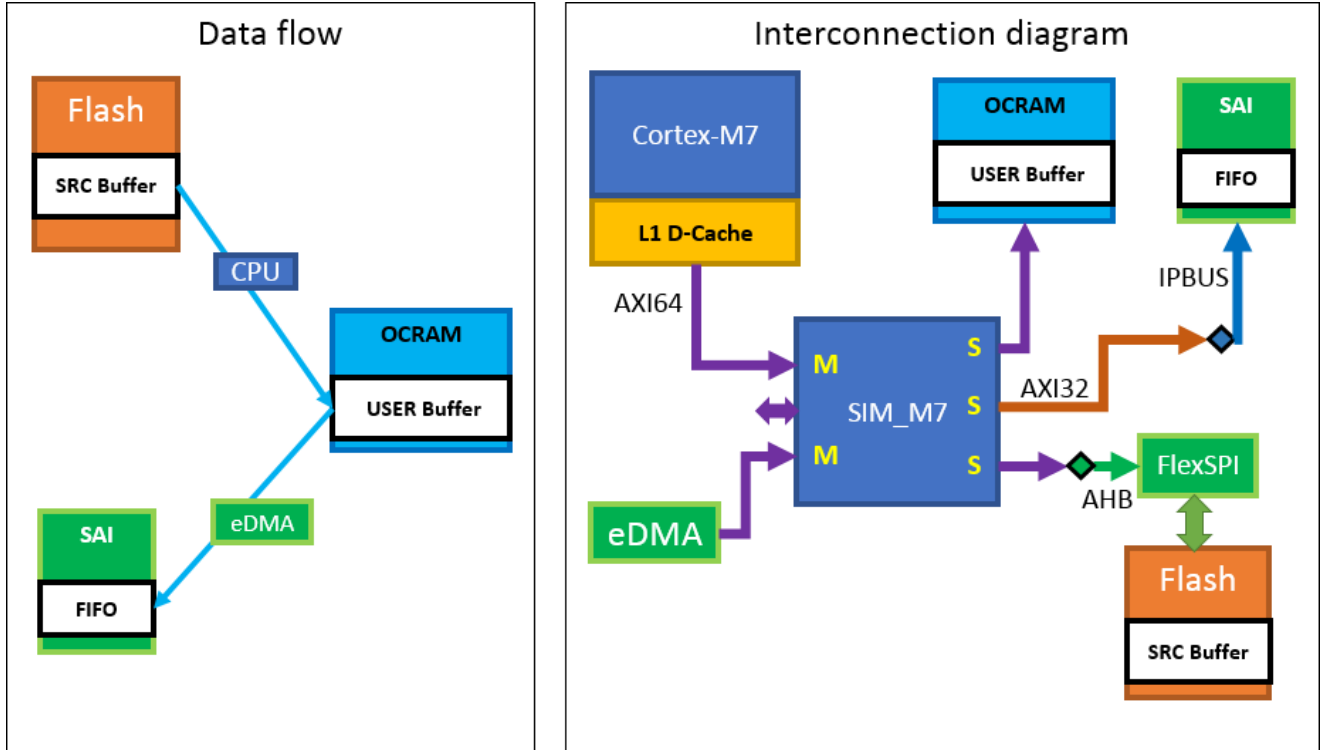 Data flow
Flash
SRC Buffer
CPU
OCRAM
USER Buffer
eDMA
SAI
FIFO
Interconnection diagram
Cortex-M7
L1 D-Cache
OCRAM
USER Buffer
SAI
FIFO
AXI64
IPBUS
M
S
AXI32
SIM_M7
S
M
S
AHB
FlexSPI
eDMA
Flash
SRC Buffer